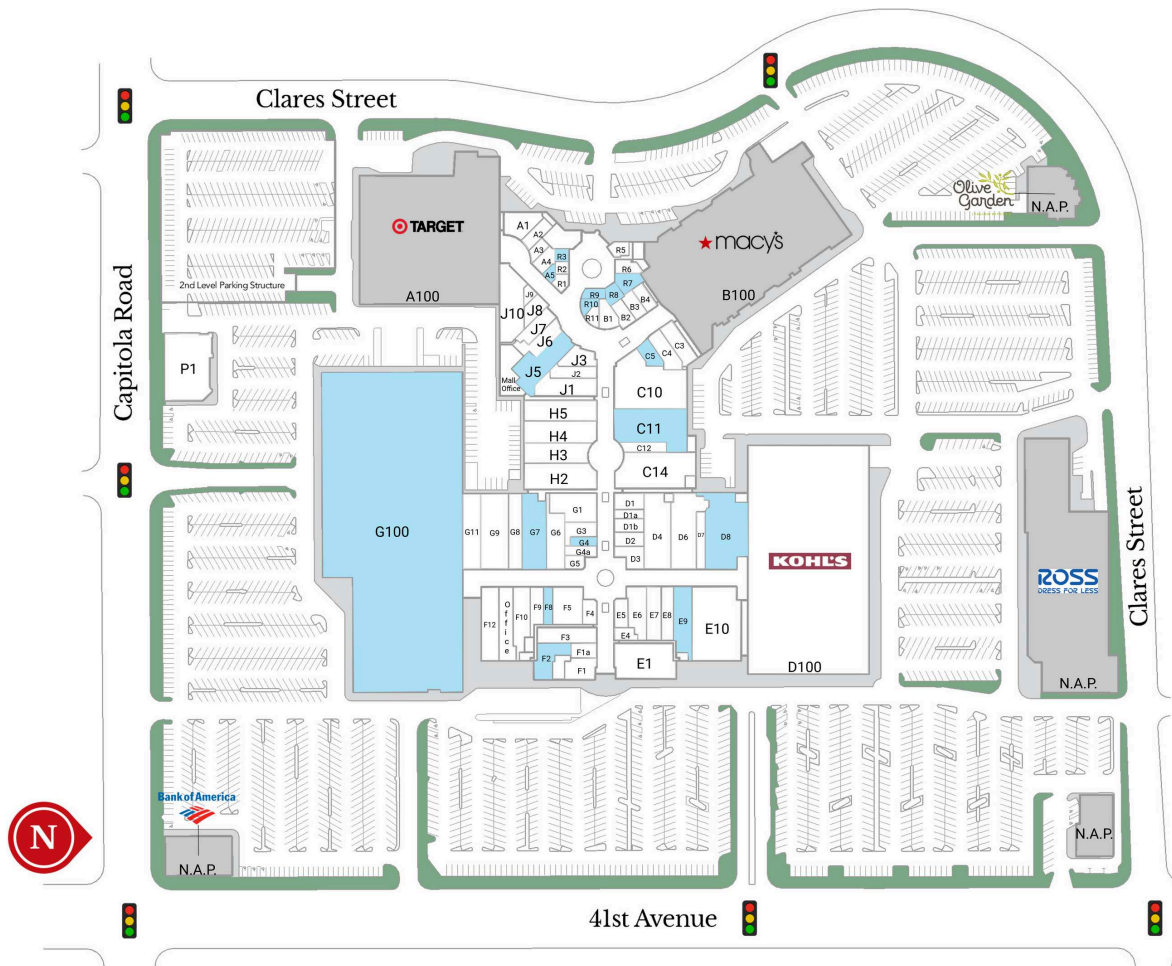 Clares Street
Olive
Garden
N.A.P.
TARGET
A100
macy's
B100
2nd Level Parking Structure
Capitola Road
P1
A1
A2
A3
A4
A5
R3
R2
R1
R5
R6
R7
R8
R9
R10
R11
B1
B2
B3
B4
J9
J10
J8
J7
J6
J5
J3
J2
J1
Mall
Office
C3
C4
C5
C10
C11
C12
C14
H5
H4
H3
H2
G100
G11
G9
G8
G7
G6
G1
G3
G4
G4a
G5
D1
D1a
D1b
D2
D3
D4
D6
D7
D8
KOHL'S
D100
ROSS
DRESS FOR LESS
N.A.P.
Clares Street
F12
Office
F10
F9
F8
F5
F4
F3
F2
F1a
F1
E5
E6
E7
E8
E9
E10
E4
E1
Bank of America
N.A.P.
N.A.P.
N
41st Avenue